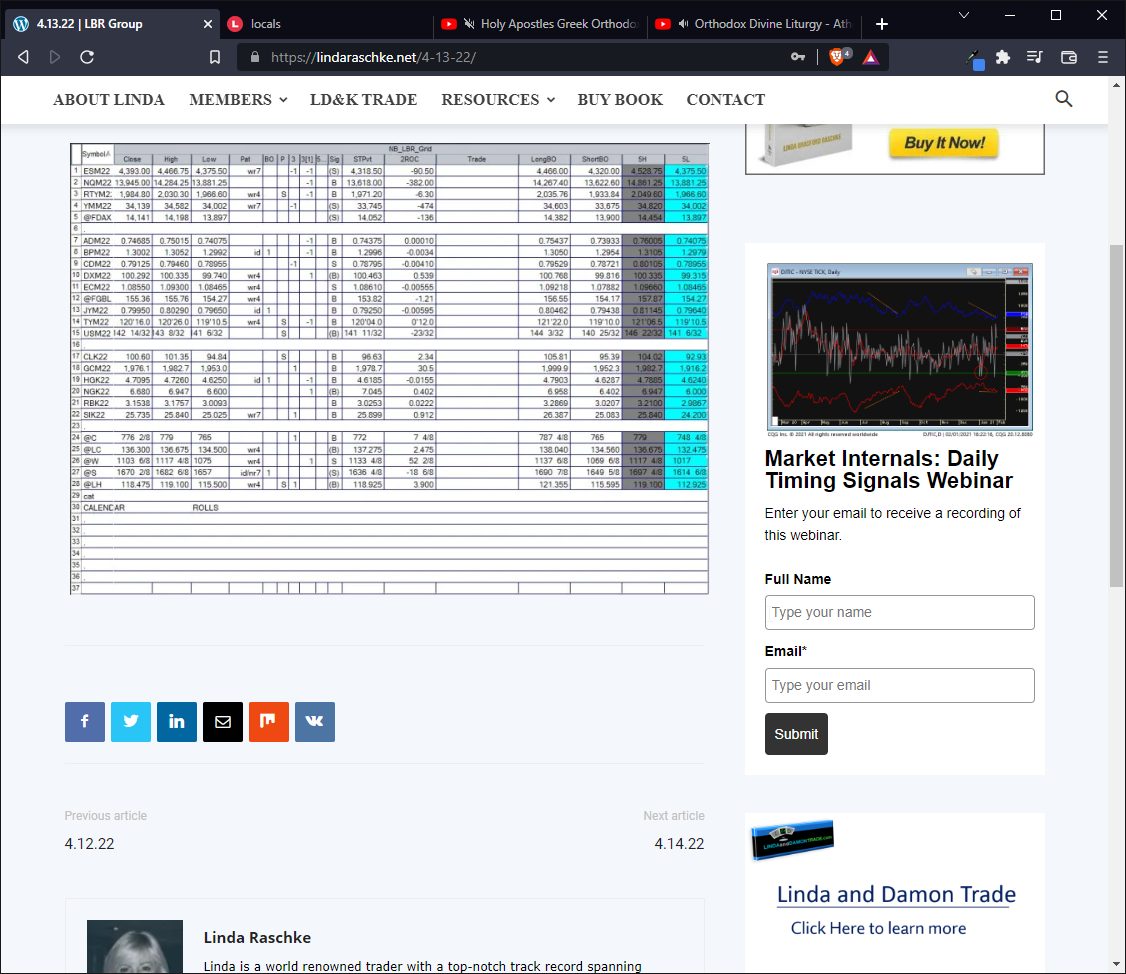 4.13.22 | LBR Group
locals
Holy Apostles Greek Orthodo
Orthodox Divine Liturgy - Ath
https://lindaraschke.net/4-13-22/
4
ABOUT LINDA MEMBERS LD&K TRADE RESOURCES BUY BOOK CONTACT
LINDA BRADFORD RASCHKE
Buy It Now!
NB_LBR_Grid
Symbol Close High Low Pat BO P 3 3[1] 5... Sig STPvt 2ROC Trade LongBO ShortBO 5H 5L
1 ESM22 4,393.00 4,466.75 4,375.50 wr7 -1 -1 (S) 4,318.50 -90.50 4,466.00 4,320.00 4,528.75 4,375.50
2 NQM22 13,945.00 14,284.25 13,881.25 -1 B 13,618.00 -382.00 14,267.40 13,622.60 14,861.25 13,881.25
3 RTYM2. 1,984.80 2,030.30 1,966.60 wr4 S -1 B 1,971.20 -6.30 2,035.76 1,933.84 2,049.60 1,966.60
4 YMM22 34,139 34,582 34,002 wr7 -1 (S) 33,745 -474 34,603 33,675 34,820 34,002
5 @FDAX 14,141 14,198 13,897 (S) 14,052 -136 14,382 13,900 14,454 13,897
6 .
7 ADM22 0.74685 0.75015 0.74075 -1 B 0.74375 0.00010 0.75437 0.73933 0.76005 0.74075
8 BPM22 1.3002 1.3052 1.2992 id 1 -1 B 1.2996 -0.0034 1.3050 1.2954 1.3105 1.2979
9 CDM22 0.79125 0.79460 0.78955 -1 S 0.78795 -0.00410 0.79529 0.78721 0.80105 0.78955
10 DXM22 100.292 100.335 99.740 wr4 1 (B) 100.463 0.539 100.768 99.816 100.335 99.315
11 ECM22 1.08550 1.09300 1.08465 wr4 S 1.08610 -0.00555 1.09218 1.07882 1.09660 1.08465
12 @FGBL 155.36 155.76 154.27 wr4 B 153.82 -1.21 156.55 154.17 157.87 154.27
13 JYM22 0.79950 0.80290 0.79650 id 1 B 0.79250 -0.00595 0.80462 0.79438 0.81145 0.79640
14 TYM22 120'16.0 120'26.0 119'10.5 wr4 S -1 B 120'04.0 0'12.0 121'22.0 119'10.0 121'06.5 119'10.5
15 USM22 142 14/32 43 8/32 41 6/32 S (B) 141 11/32 -23/32 144 3/32 140 25/32 146 22/32 141 6/32
16 .
17 CLK22 100.60 101.35 94.84 S B 96.63 2.34 105.81 95.39 104.02 92.93
18 GCM22 1,976.1 1,982.7 1,953.0 1 B 1,978.7 30.5 1,999.9 1,952.3 1,982.7 1,916.2
19 HGK22 4.7095 4.7260 4.6250 id 1 -1 B 4.6185 -0.0155 4.7903 4.6287 4.7885 4.6240
20 NGK22 6.680 6.947 6.600 1 (B) 7.045 0.402 6.958 6.402 6.947 6.000
21 RBK22 3.1538 3.1757 3.0093 B 3.0253 0.0222 3.2869 3.0207 3.2100 2.9867
22 SIK22 25.735 25.840 25.025 wr7 1 B 25.899 0.912 26.387 25.083 25.840 24.200
23 .
24 @C 776 2/8 779 765 1 B 772 7 4/8 787 4/8 765 779 748 4/8
25 @LC 136.300 136.675 134.500 wr4 (B) 137.275 2.475 138.040 134.560 136.675 132.475
26 @W 1103 6/8 1117 4/8 1075 wr4 1 S 1133 4/8 52 2/8 1137 6/8 1069 6/8 1117 4/8 1017
27 @S 1670 2/8 1682 6/8 1657 id/nr7 1 (S) 1636 4/8 -18 6/8 1690 7/8 1649 5/8 1697 4/8 1614 6/8
28 @LH 118.475 119.100 115.500 wr4 S 1 (B) 118.925 3.900 121.355 115.595 119.100 112.925
29 cat
30 CALENDAR ROLLS
31 .
32 .
33 .
34 .
35 .
36 .
37
DJTIC - NYSE TICK, Daily
CQG Inc. © 2021 All rights reserved worldwide
Market Internals: Daily
Timing Signals Webinar
Enter your email to receive a recording of
this webinar.
Full Name
Type your name
Email*
Type your email
Submit
Previous article
4.12.22
Next article
4.14.22
Linda and Damon Trade
Click Here to learn more
Linda Raschke
Linda is a world renowned trader with a top-notch track record spanning